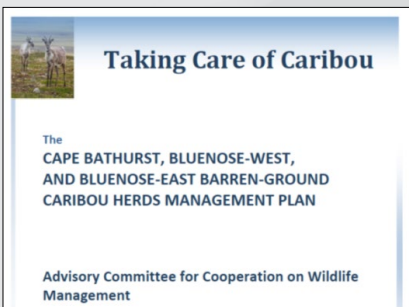 Taking Care of Caribou
The
CAPE BATHURST, BLUENOSE-WEST,
AND BLUENOSE-EAST BARREN-GROUND
CARIBOU HERDS MANAGEMENT PLAN
Advisory Committee for Cooperation on Wildlife
Management